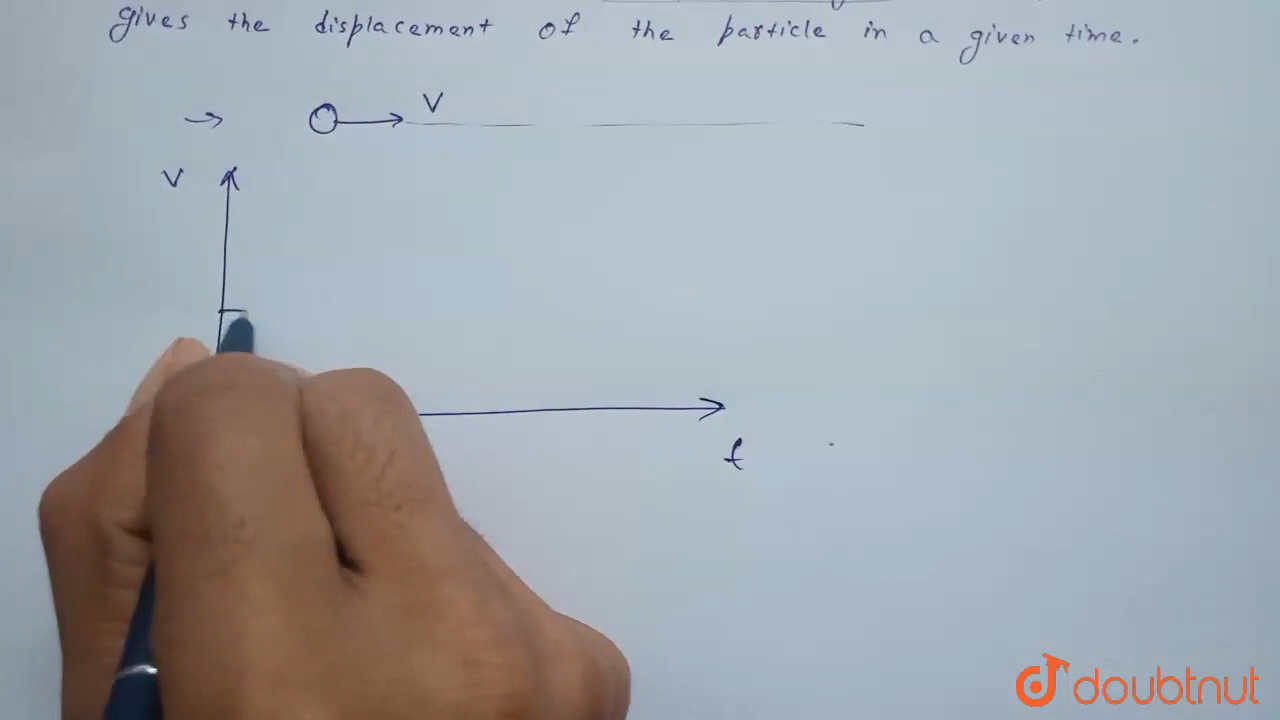 gives the displacement of the particle in a given time.
V
V
t
doubtnut